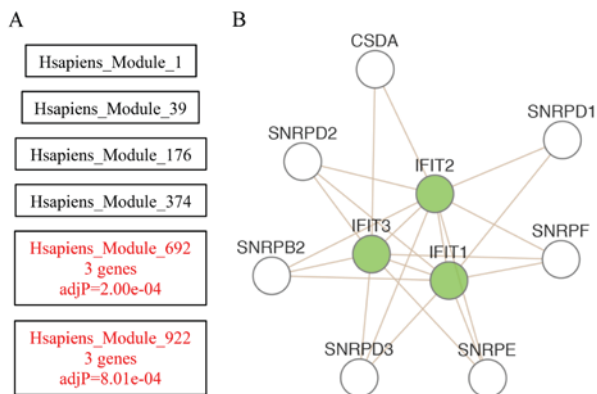 A
Hsapiens_Module_1
Hsapiens_Module_39
Hsapiens_Module_176
Hsapiens_Module_374
Hsapiens_Module_692
3 genes
adjP=2.00e-04
Hsapiens_Module_922
3 genes
adjP=8.01e-04
B
CSDA
SNRPD1
SNRPD2
IFIT2
IFIT3
IFIT1
SNRPF
SNRPB2
SNRPD3
SNRPE